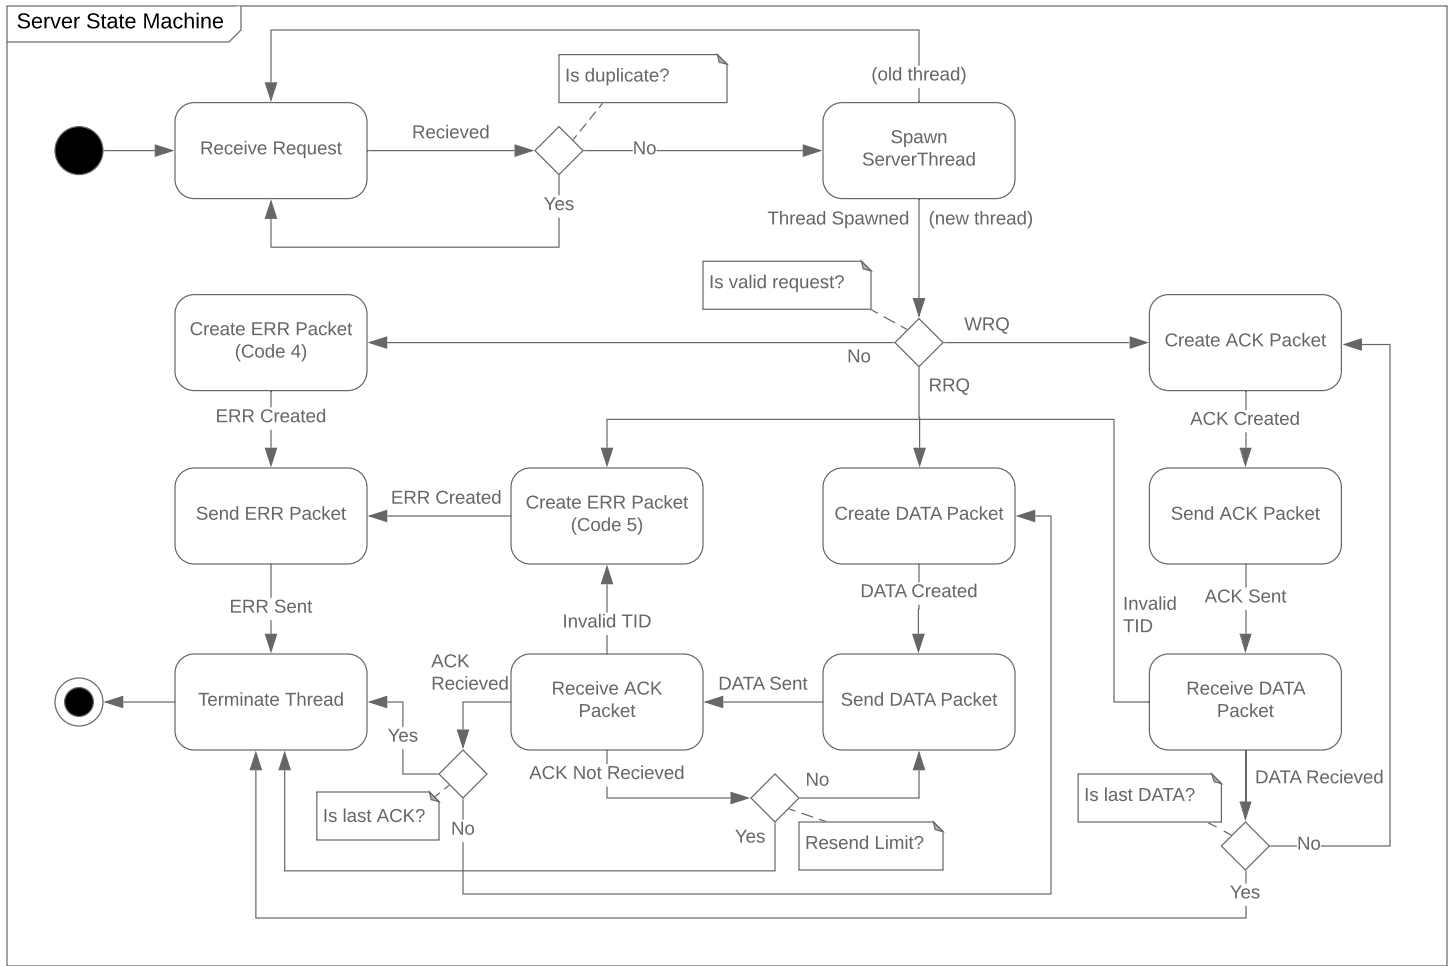 Server State Machine
(old thread)
Is duplicate?
Receive Request
Recieved
No
Spawn
ServerThread
Yes
Thread Spawned
(new thread)
Is valid request?
Create ERR Packet
(Code 4)
No
WRQ
Create ACK Packet
RRQ
ERR Created
ACK Created
Send ERR Packet
ERR Created
Create ERR Packet
(Code 5)
Create DATA Packet
Send ACK Packet
ERR Sent
Invalid TID
DATA Created
Invalid
TID
ACK Sent
Terminate Thread
ACK
Recieved
Receive ACK
Packet
DATA Sent
Send DATA Packet
Receive DATA
Packet
Yes
ACK Not Recieved
No
DATA Recieved
Is last ACK?
No
Yes
Resend Limit?
Is last DATA?
No
Yes